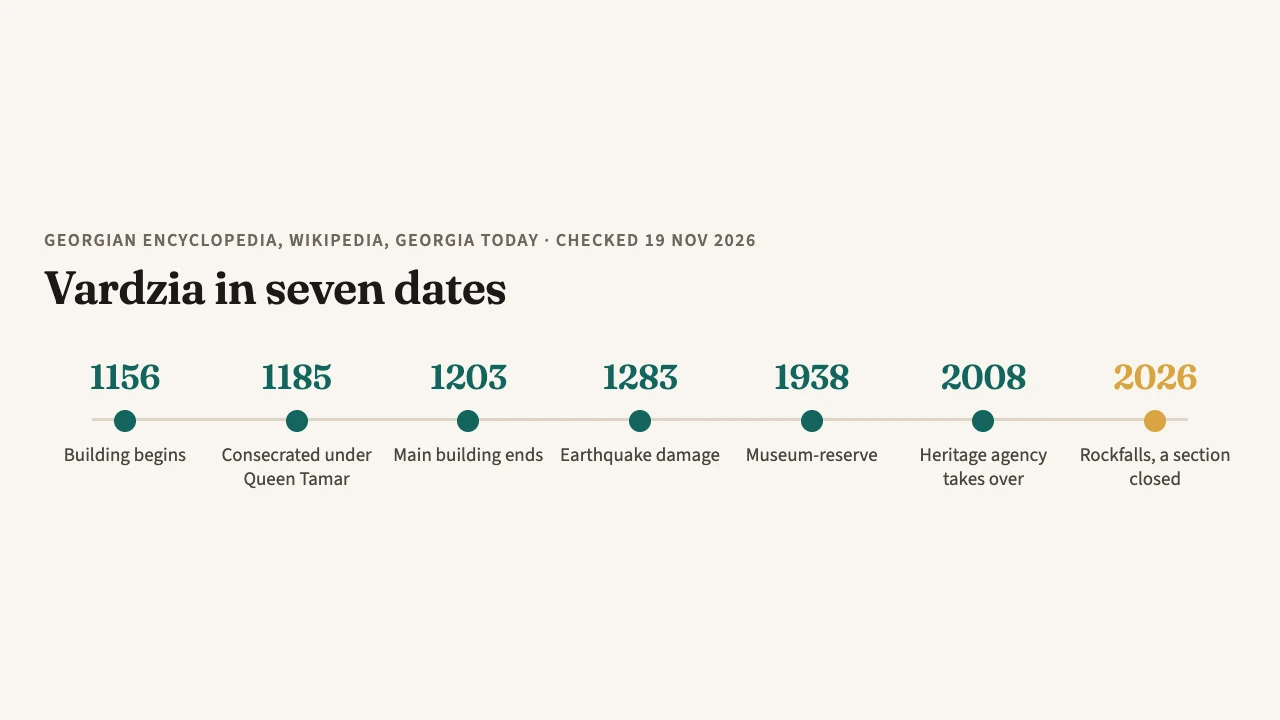 GEORGIAN ENCYCLOPEDIA, WIKIPEDIA, GEORGIA TODAY · CHECKED 19 NOV 2026
Vardzia in seven dates
1156
Building begins
1185
Consecrated under
Queen Tamar
1203
Main building ends
1283
Earthquake damage
1938
Museum-reserve
2008
Heritage agency
takes over
2026
Rockfalls, a section
closed